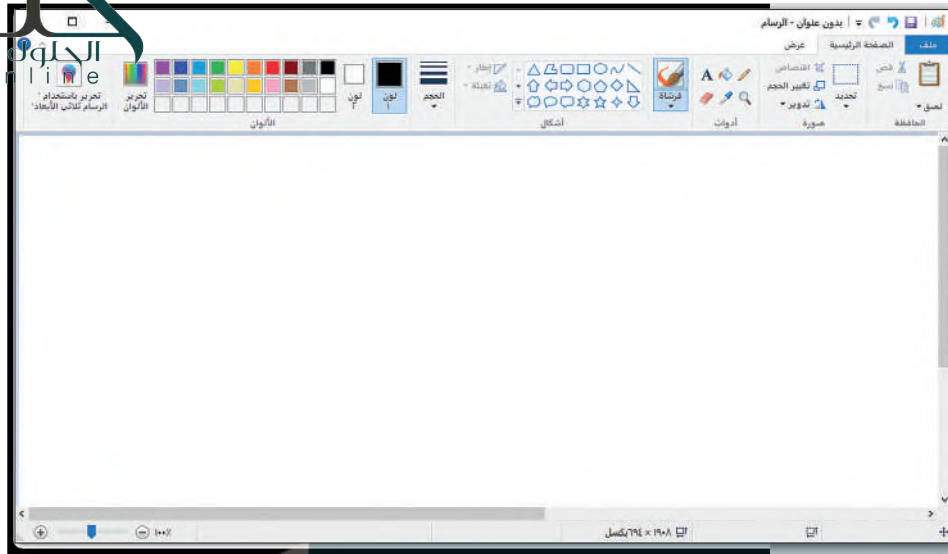 بدون عنوان - الرسام
ملف الصفحة الرئيسية عرض
لصق
قص
نسخ
الحافظة
تحديد
اقتصاص
تغيير الحجم
تدوير
صورة
A
أدوات
فرشاة
إطار
تعبئة
أشكال
الحجم
لون
١
لون
٢
تحرير
الألوان
الألوان
تحرير باستخدام
الرسام ثلاثي الأبعاد
الحلول
nline
١٩٠٨ × ٦٩٤بكسل
١٠٠٪